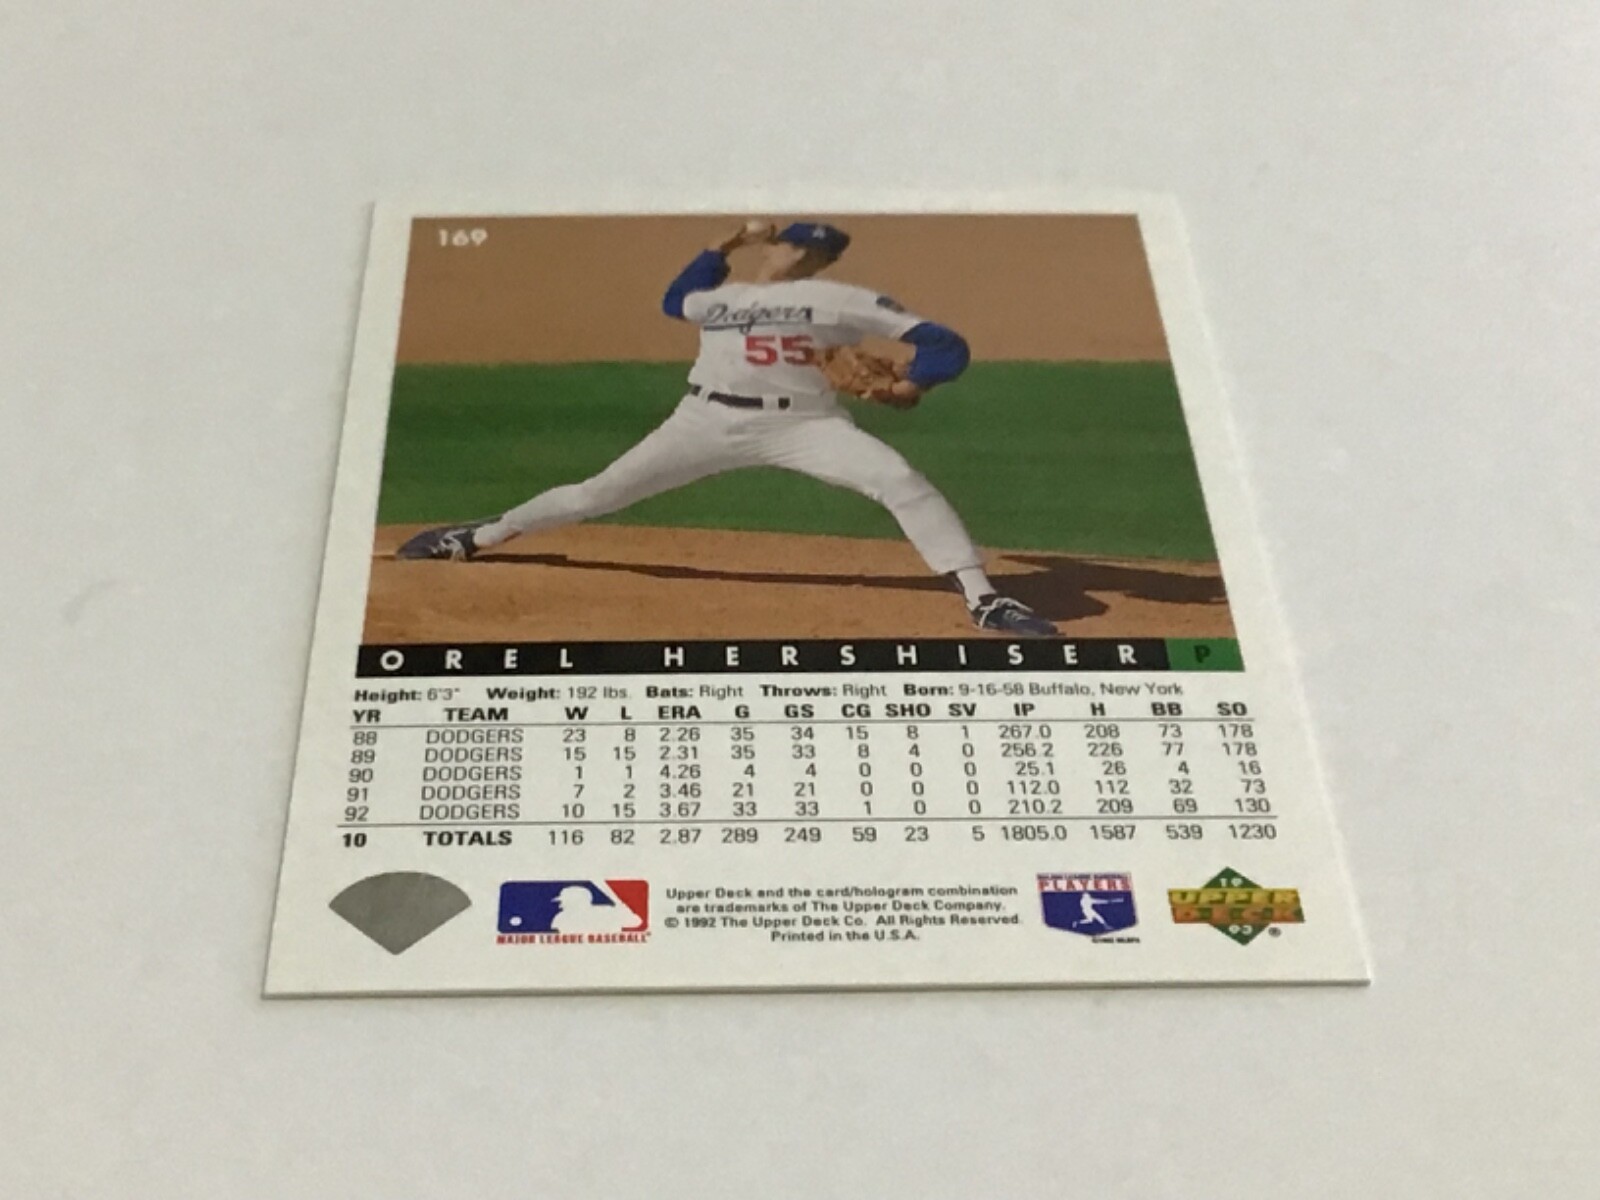 169
Dodgers
55
OREL HERSHISER P
Height: 6'3" Weight: 192 lbs. Bats: Right Throws: Right Born: 9-16-58 Buffalo, New York
YR TEAM W L ERA G GS CG SHO SV IP H BB SO
88 DODGERS 23 8 2.26 35 34 15 8 1 267.0 208 73 178
89 DODGERS 15 15 2.31 35 33 8 4 0 256.2 226 77 178
90 DODGERS 1 1 4.26 4 4 0 0 0 25.1 26 4 16
91 DODGERS 7 2 3.46 21 21 0 0 0 112.0 112 32 73
92 DODGERS 10 15 3.67 33 33 1 0 0 210.2 209 69 130
10 TOTALS 116 82 2.87 289 249 59 23 5 1805.0 1587 539 1230
MAJOR LEAGUE BASEBALL
Upper Deck and the card/hologram combination
are trademarks of The Upper Deck Company.
© 1992 The Upper Deck Co. All Rights Reserved.
Printed in the U.S.A.
MAJOR LEAGUE BASEBALL
PLAYERS
19
UPPER
DECK
93 ®